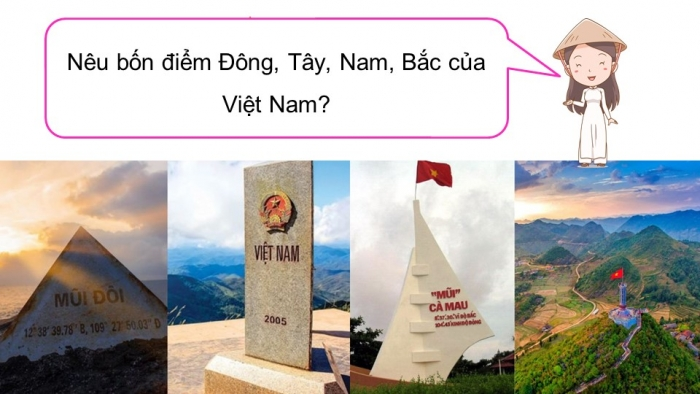 Nêu bốn điểm Đông, Tây, Nam, Bắc của
Việt Nam?
MŨI ĐÔI
VIỆT NAM
2005
"MŨI"
CÀ MAU